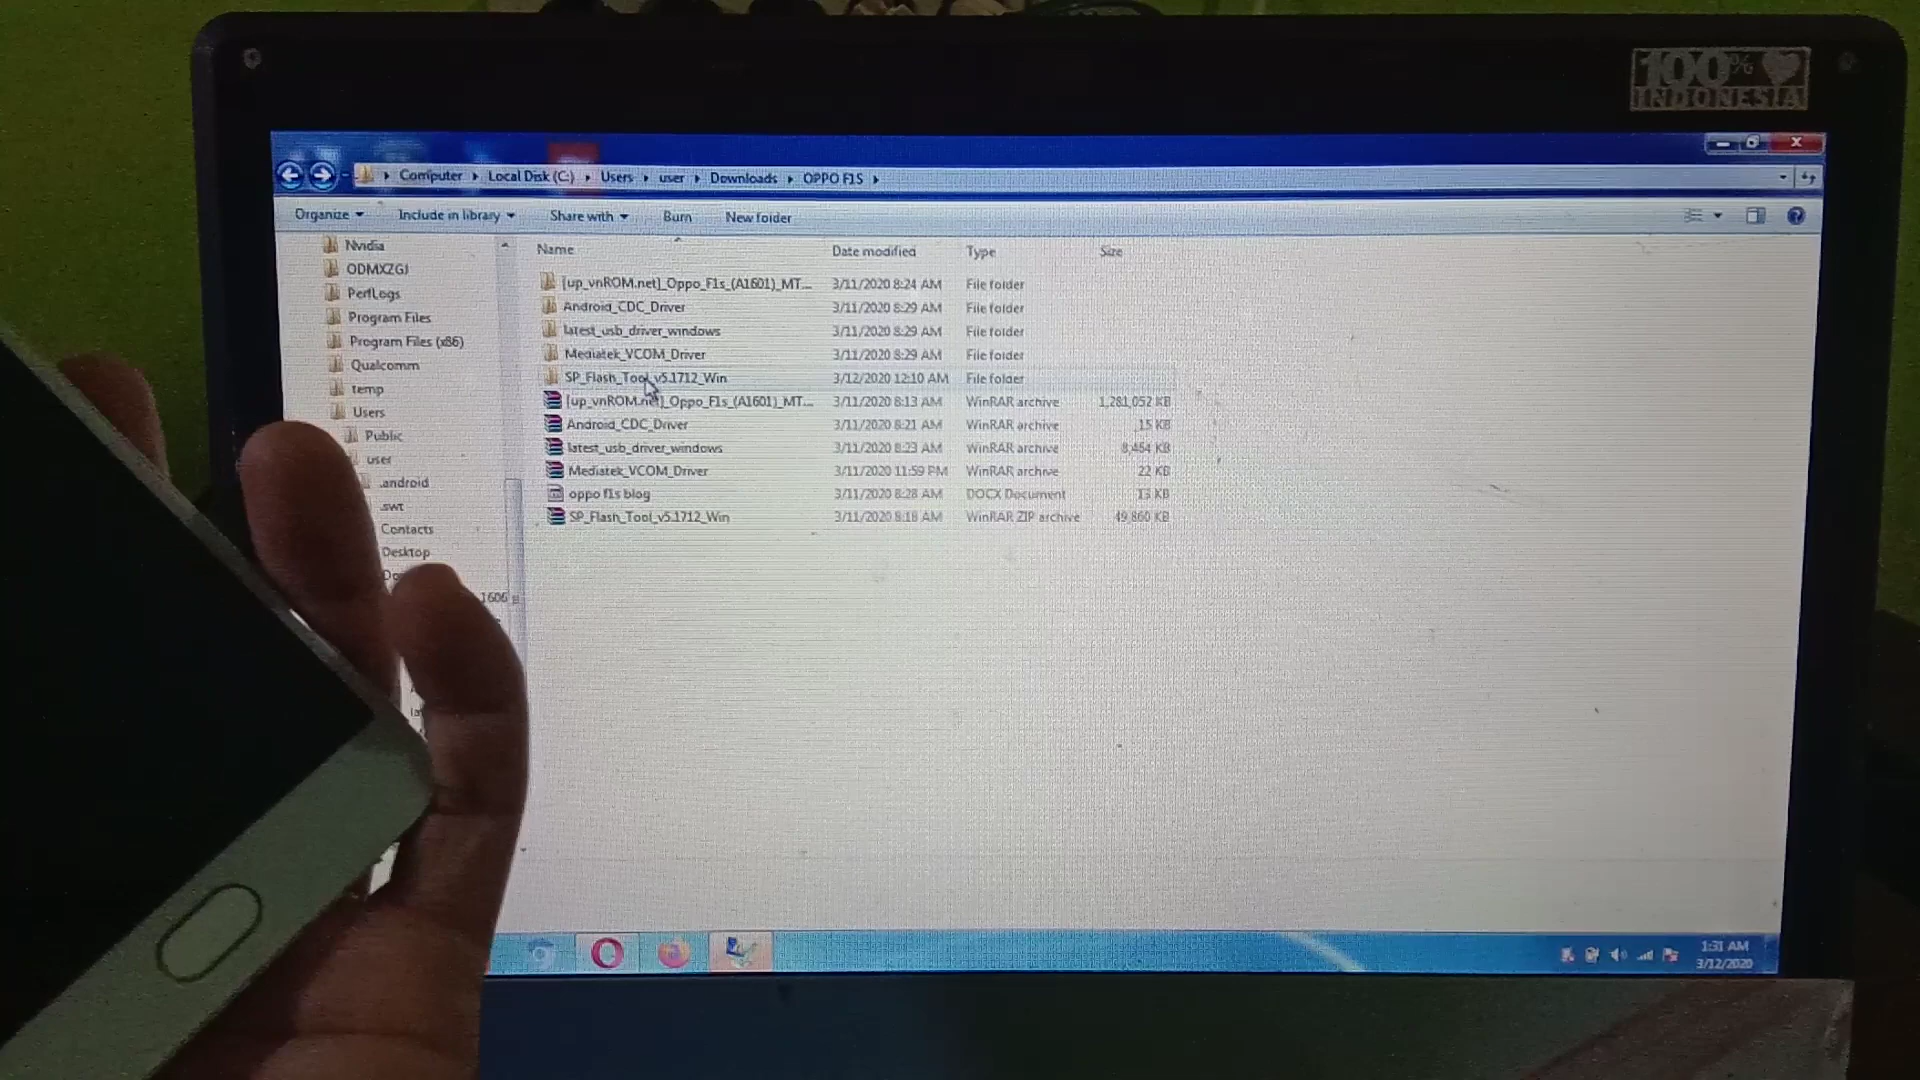 100%
INDONESIA
Computer Local Disk (C:) Users user Downloads OPPO F1S
Organize Include in library Share with Burn New folder
Name Date modified Type Size
Nvidia
ODMXZGJ
PerfLogs
Program Files
Program Files (x86)
Qualcomm
temp
Users
Public
user
.android
.swt
Contacts
Desktop
1606
[up_vnROM.net]_Oppo_F1s_(A1601)_MT... 3/11/2020 8:24 AM File folder
Android_CDC_Driver 3/11/2020 8:29 AM File folder
latest_usb_driver_windows 3/11/2020 8:29 AM File folder
Mediatek_VCOM_Driver 3/11/2020 8:29 AM File folder
SP_Flash_Tool_v5.1712_Win 3/12/2020 12:10 AM File folder
[up_vnROM.net]_Oppo_F1s_(A1601)_MT... 3/11/2020 8:13 AM WinRAR archive 1,281,052 KB
Android_CDC_Driver 3/11/2020 8:21 AM WinRAR archive 15 KB
latest_usb_driver_windows 3/11/2020 8:23 AM WinRAR archive 8,454 KB
Mediatek_VCOM_Driver 3/11/2020 11:59 PM WinRAR archive 22 KB
oppo f1s blog 3/11/2020 8:28 AM DOCX Document 13 KB
SP_Flash_Tool_v5.1712_Win 3/11/2020 8:18 AM WinRAR ZIP archive 49,860 KB
1:31 AM
3/12/2020